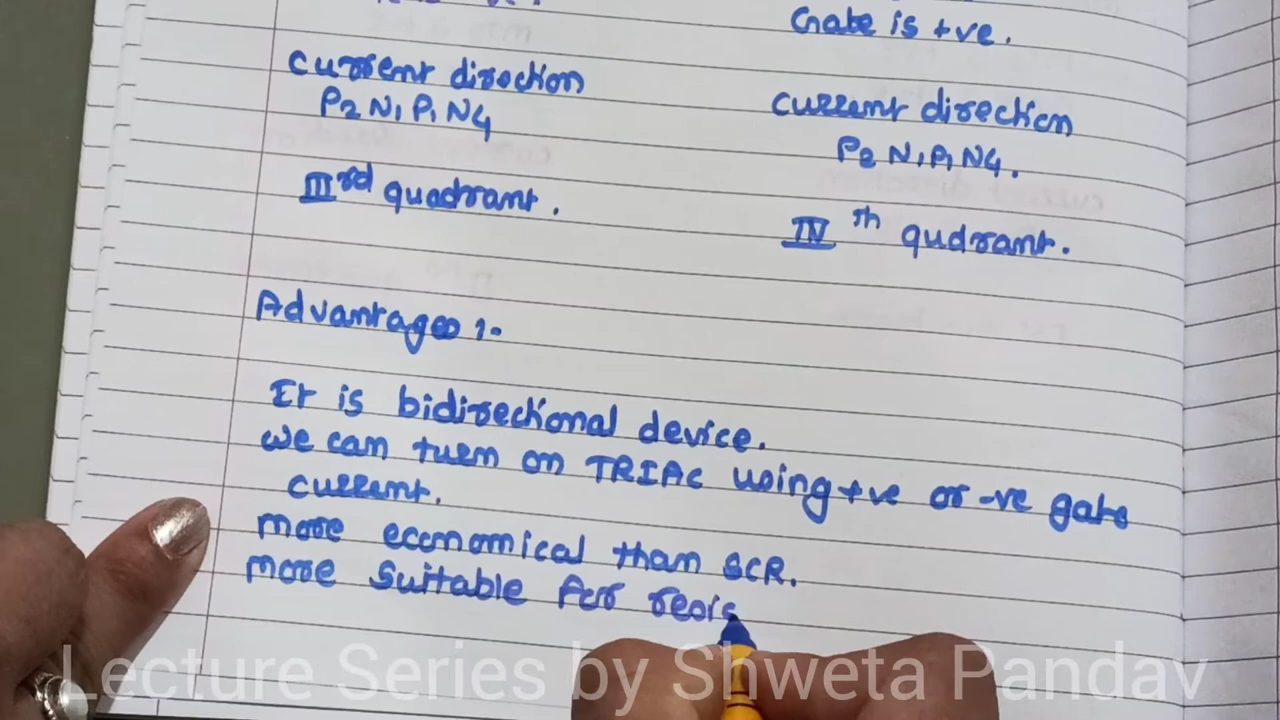 Gate is +ve.
current direction
P2 N1 P1 N4
IIIrd quadrant.
current direction
P2 N1 P1 N4.
IVth qudrant.
Advantages :-
It is bidirectional device.
we can turn on TRIAC using +ve or -ve gate
current.
more economical than SCR.
more suitable for resis
Lecture Series by Shweta Pandav